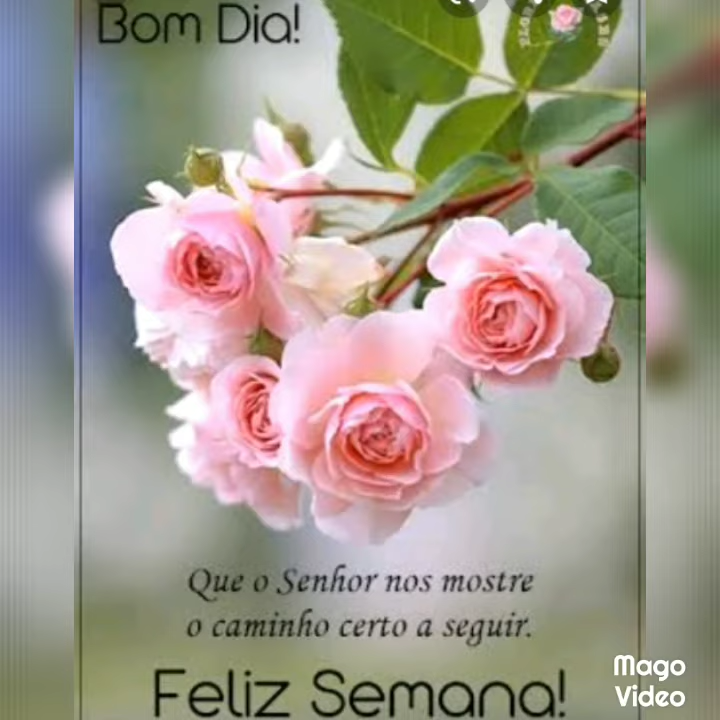 Bom Dia!
Que o Senhor nos mostre
o caminho certo a seguir.
Feliz Semana!
Mago
Video